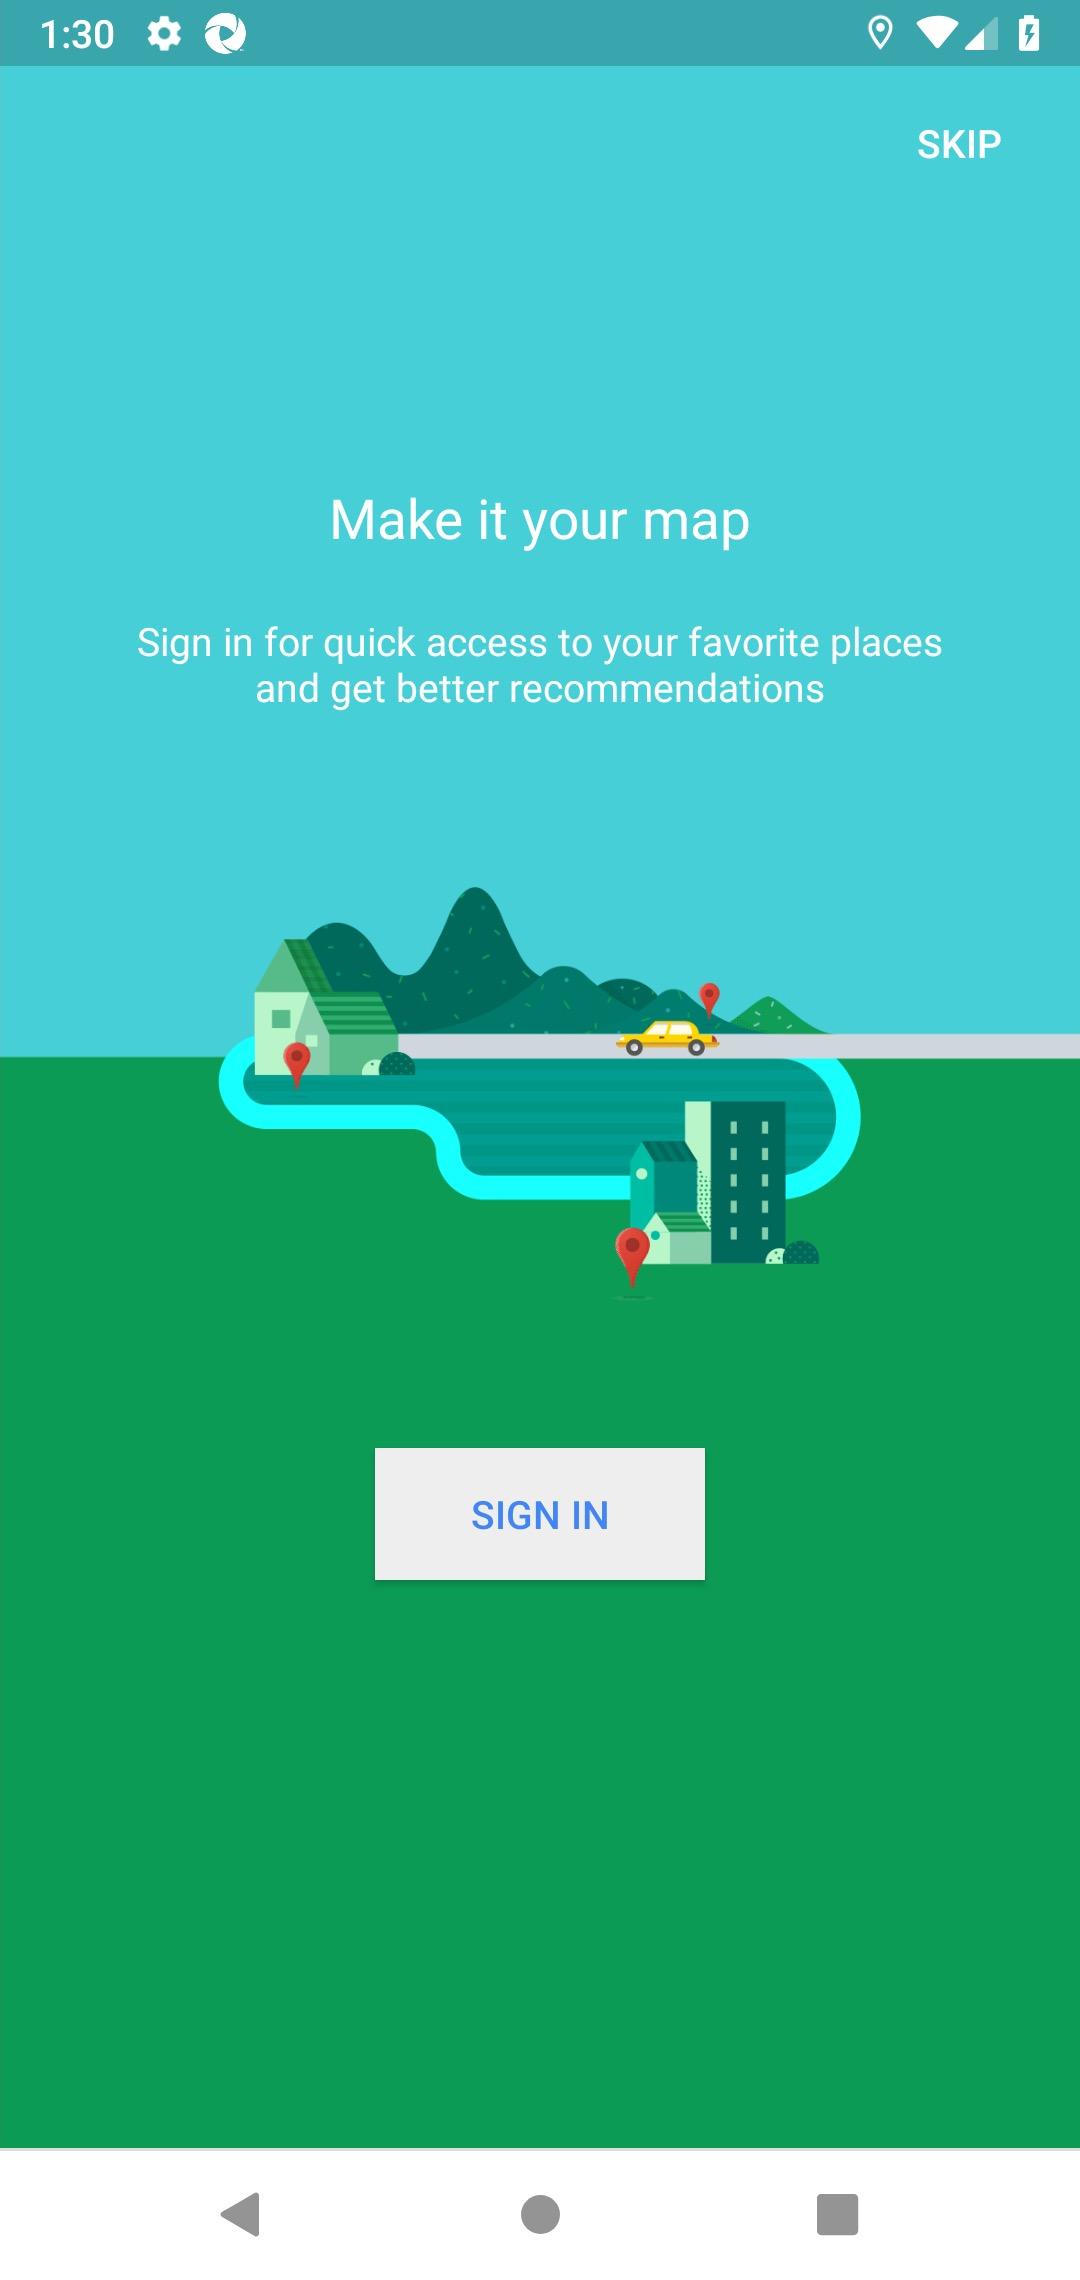 1:30
SKIP
Make it your map
Sign in for quick access to your favorite places
and get better recommendations
SIGN IN